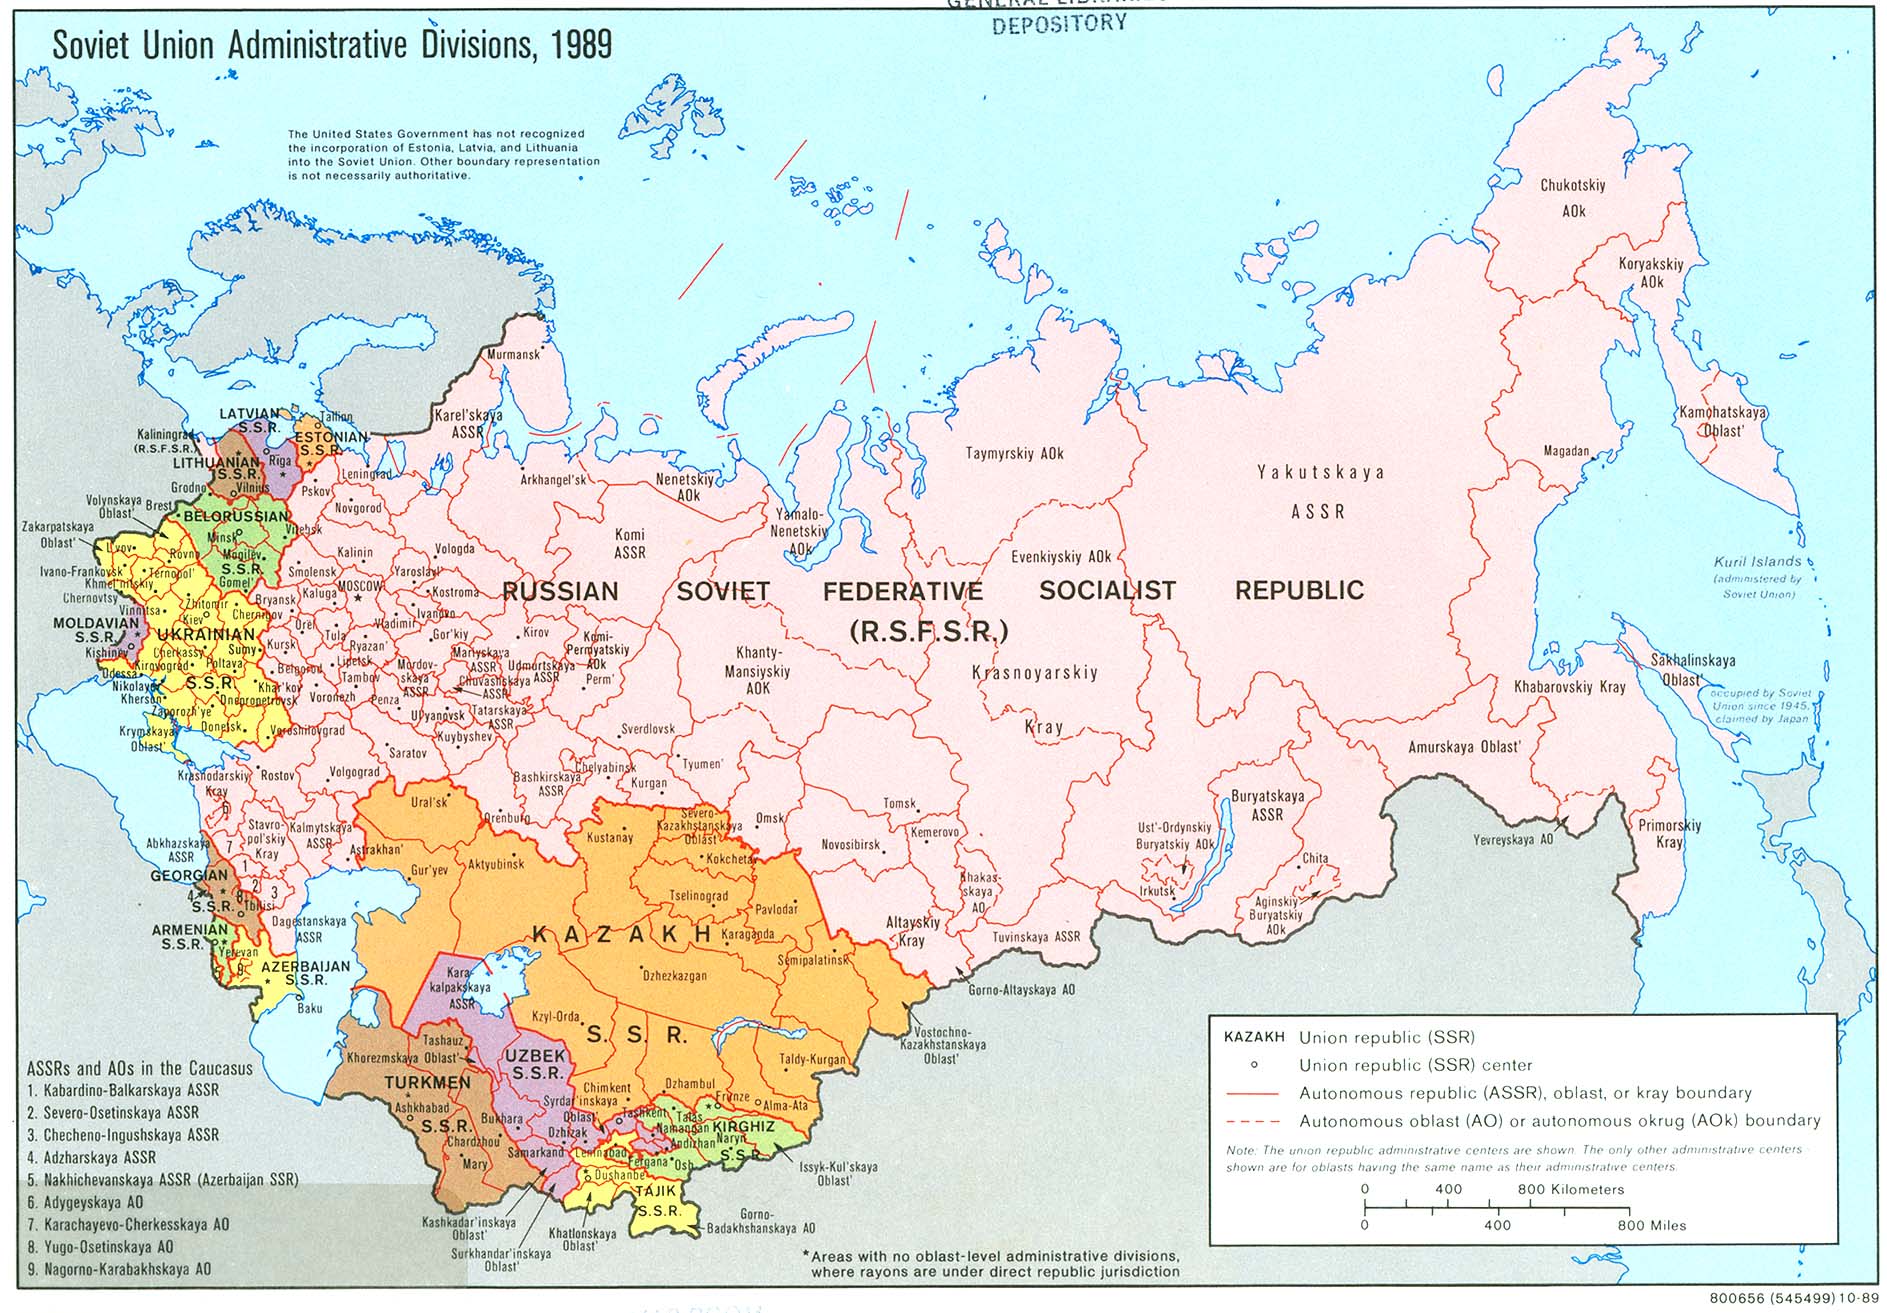 GENERAL LIBRARIES
DEPOSITORY
Soviet Union Administrative Divisions, 1989
The United States Government has not recognized
the incorporation of Estonia, Latvia, and Lithuania
into the Soviet Union. Other boundary representation
is not necessarily authoritative.
Chukotskiy
AOk
Koryakskiy
AOk
Kamchatskaya
Oblast'
Magadan
Yakutskaya
ASSR
Taymyrskiy AOk
Evenkiyskiy AOk
Murmansk
Karel'skaya
ASSR
Arkhangel'sk
Nenetskiy
AOk
Komi
ASSR
Yamalo-
Nenetskiy
AOk
LATVIAN
S.S.R.
Tallinn
ESTONIAN
S.S.R.
Kaliningrad
(R.S.F.S.R.)
LITHUANIAN
S.S.R.
Riga
Vilnius
Grodno
Leningrad
Pskov
Novgorod
Volynskaya
Oblast'
Brest
BELORUSSIAN
S.S.R.
Minsk
Vitebsk
Mogilev
Gomel'
Zakarpatskaya
Oblast'
L'vov
Rovno
Ivano-Frankovsk
Ternopol'
Khmel'nitskiy
Chernovtsy
Vinnitsa
Zhitomir
Kiev
Chernigov
MOLDAVIAN
S.S.R.
Kishinev
UKRAINIAN
S.S.R.
Cherkassy
Sumy
Kirovograd
Poltava
Odessa
Nikolayev
Kherson
Khar'kov
Dnepropetrovsk
Zaporozh'ye
Donetsk
Voroshilovgrad
Krymskaya
Oblast'
Kalinin
Vologda
Smolensk
MOSCOW
Yaroslavl'
Kaluga
Kostroma
Bryansk
Ivanovo
Vladimir
Orel
Tula
Ryazan'
Gor'kiy
Kirov
Kursk
Lipetsk
Belgorod
Tambov
Voronezh
Penza
Mordov-
skaya
ASSR
Mariyskaya
ASSR
Chuvashskaya
ASSR
Udmurtskaya
ASSR
Komi-
Permyatskiy
AOk
Perm'
Ul'yanovsk
Tatarskaya
ASSR
Kuybyshev
Saratov
Volgograd
Rostov
Krasnodarskiy
Kray
RUSSIAN SOVIET FEDERATIVE SOCIALIST REPUBLIC
(R.S.F.S.R.)
Khanty-
Mansiyskiy
AOK
Krasnoyarskiy
Kray
Sverdlovsk
Tyumen'
Chelyabinsk
Kurgan
Bashkirskaya
ASSR
Orenburg
Omsk
Tomsk
Novosibirsk
Kemerovo
Khakas-
skaya
AO
Altayskiy
Kray
Gorno-Altayskaya AO
Tuvinskaya ASSR
Ust'-Ordynskiy
Buryatskiy AOk
Irkutsk
Buryatskaya
ASSR
Chita
Aginskiy
Buryatskiy
AOk
Amurskaya Oblast'
Khabarovskiy Kray
Yevreyskaya AO
Primorskiy
Kray
Sakhalinskaya
Oblast'
Kuril Islands
(administered by
Soviet Union)
occupied by Soviet
Union since 1945,
claimed by Japan
Stavro-
pol'skiy
Kray
Kalmytskaya
ASSR
Astrakhan'
Abkhazskaya
ASSR
6
7
1
2
3
4
8
GEORGIAN
S.S.R.
Tbilisi
Dagestanskaya
ASSR
ARMENIAN
S.S.R.
Yerevan
5
9
AZERBAIJAN
S.S.R.
Baku
KAZAKH
S. S. R.
Ural'sk
Gur'yev
Aktyubinsk
Kustanay
Severo-
Kazakhstanskaya
Oblast'
Kokchetav
Tselinograd
Pavlodar
Karaganda
Semipalatinsk
Dzhezkazgan
Kzyl-Orda
Vostochno-
Kazakhstanskaya
Oblast'
Taldy-Kurgan
Chimkent
Dzhambul
Alma-Ata
Kara-
kalpakskaya
ASSR
UZBEK
S.S.R.
Tashauz
Khorezmskaya Oblast'
TURKMEN
S.S.R.
Ashkhabad
Chardzhou
Mary
Bukhara
Syrdar'inskaya
Oblast'
Dzhizak
Samarkand
Tashkent
Namangan
Andizhan
Fergana
Frunze
Talas
KIRGHIZ
S.S.R.
Naryn
Osh
Issyk-Kul'skaya
Oblast'
Leninabad
Dushanbe
TAJIK
S.S.R.
Gorno-
Badakhshanskaya AO
Kashkadar'inskaya
Oblast'
Surkhandar'inskaya
Oblast'
Khatlonskaya
Oblast'
ASSRs and AOs in the Caucasus
1. Kabardino-Balkarskaya ASSR
2. Severo-Osetinskaya ASSR
3. Checheno-Ingushskaya ASSR
4. Adzharskaya ASSR
5. Nakhichevanskaya ASSR (Azerbaijan SSR)
6. Adygeyskaya AO
7. Karachayevo-Cherkesskaya AO
8. Yugo-Osetinskaya AO
9. Nagorno-Karabakhskaya AO
*Areas with no oblast-level administrative divisions,
where rayons are under direct republic jurisdiction
KAZAKH Union republic (SSR)
Union republic (SSR) center
Autonomous republic (ASSR), oblast, or kray boundary
Autonomous oblast (AO) or autonomous okrug (AOk) boundary
Note: The union republic administrative centers are shown. The only other administrative centers
shown are for oblasts having the same name as their administrative centers.
0 400 800 Kilometers
0 400 800 Miles
800656 (545499) 10-89